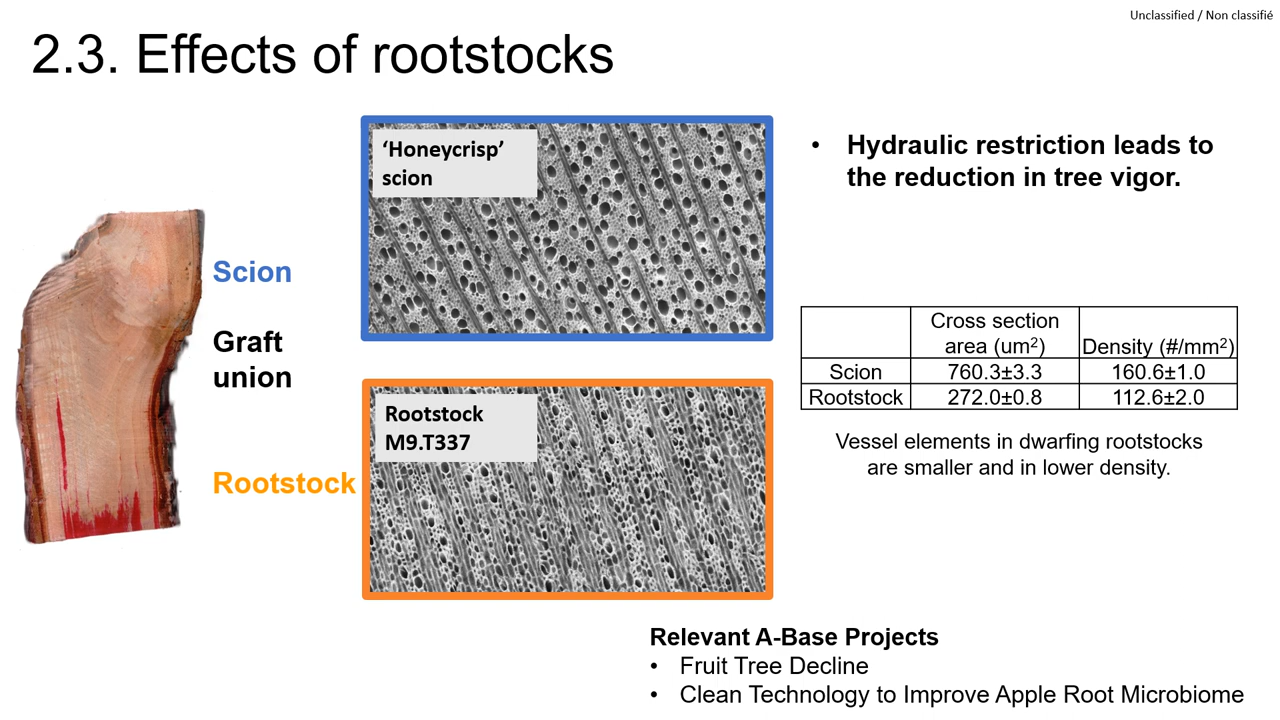 Unclassified / Non classifié
2.3. Effects of rootstocks
Scion
Graft
union
Rootstock
‘Honeycrisp’
scion
Rootstock
M9.T337
• Hydraulic restriction leads to
the reduction in tree vigor.
Cross section
area (um²) Density (#/mm²)
Scion 760.3±3.3 160.6±1.0
Rootstock 272.0±0.8 112.6±2.0
Vessel elements in dwarfing rootstocks
are smaller and in lower density.
Relevant A-Base Projects
• Fruit Tree Decline
• Clean Technology to Improve Apple Root Microbiome